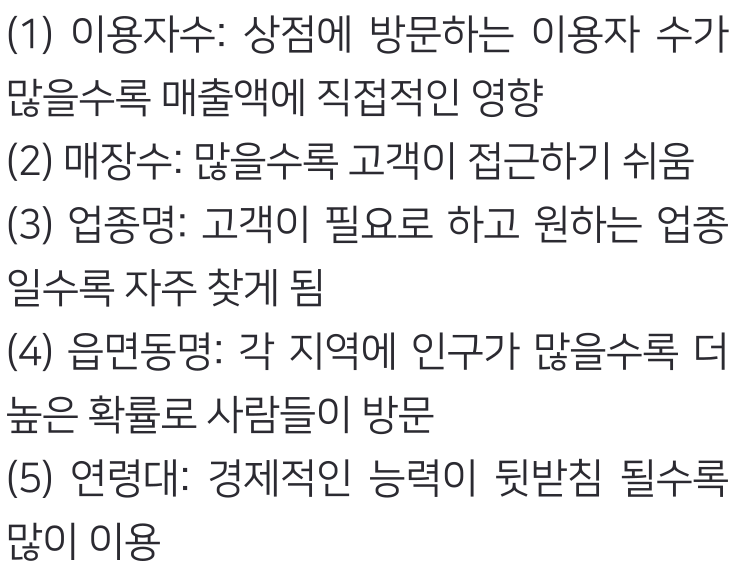 (1) 이용자수: 상점에 방문하는 이용자 수가
많을수록 매출액에 직접적인 영향
(2) 매장수: 많을수록 고객이 접근하기 쉬움
(3) 업종명: 고객이 필요로 하고 원하는 업종
일수록 자주 찾게 됨
(4) 읍면동명: 각 지역에 인구가 많을수록 더
높은 확률로 사람들이 방문
(5) 연령대: 경제적인 능력이 뒷받침 될수록
많이 이용